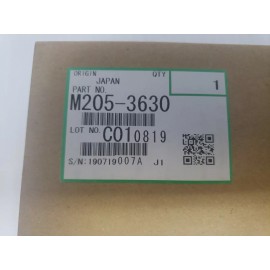 ORIGIN QTY
JAPAN 1
PART NO.
M205-3630
LOT NO. C010819
S/N:190719007A J1